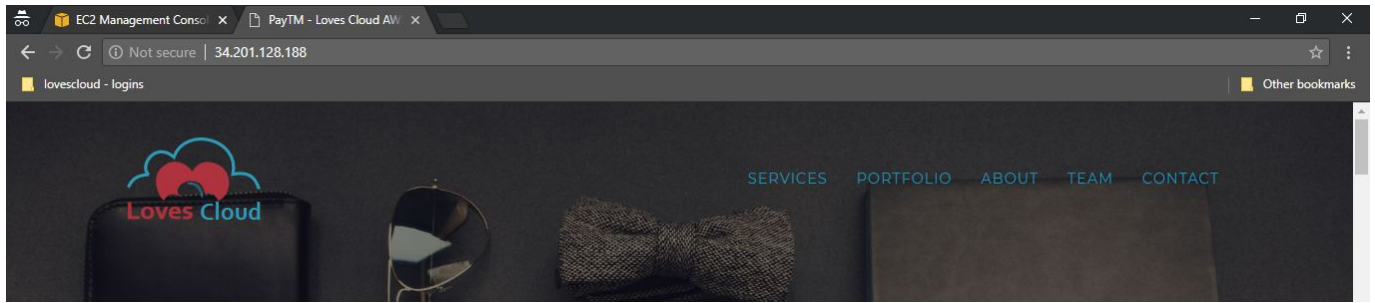 EC2 Management Consol
PayTM - Loves Cloud AW
Not secure | 34.201.128.188
lovescloud - logins
Other bookmarks
SERVICES PORTFOLIO ABOUT TEAM CONTACT
Loves Cloud